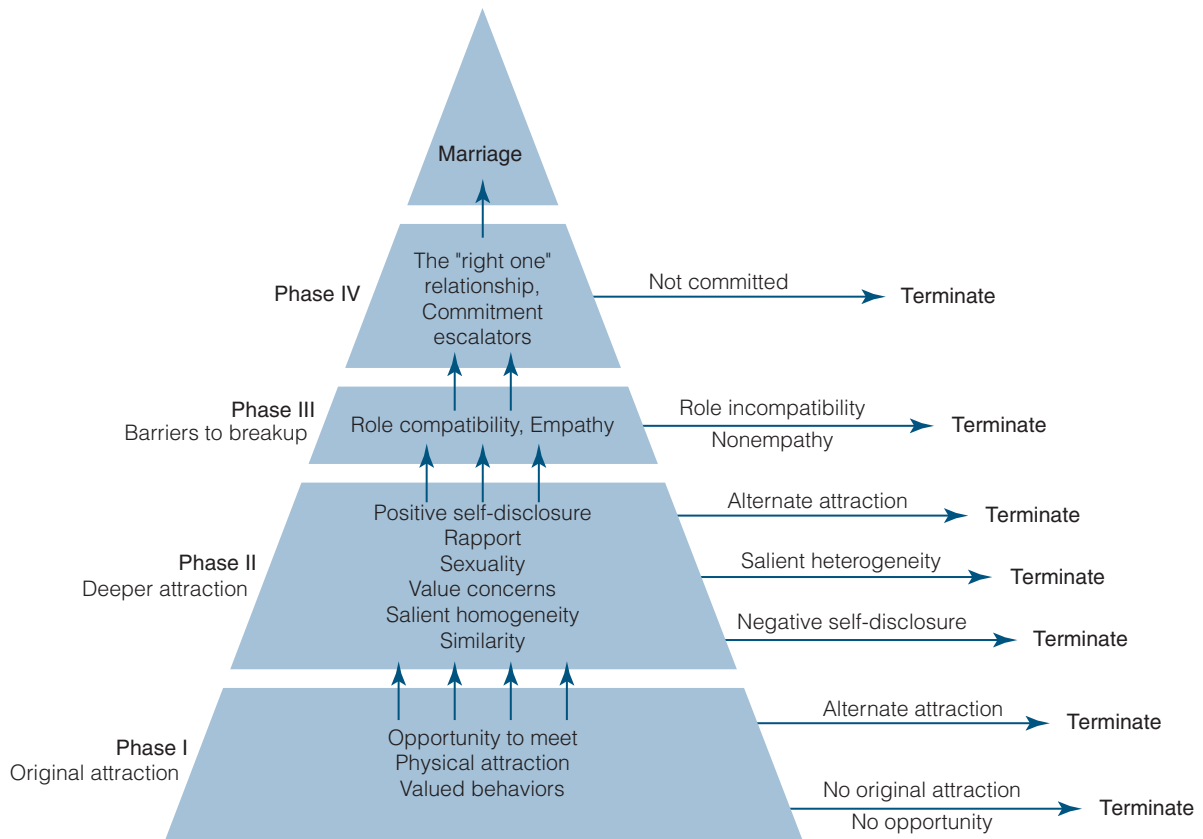 Marriage
Phase IV
The "right one"
relationship,
Commitment
escalators
Not committed
Terminate
Phase III
Barriers to breakup
Role compatibility, Empathy
Role incompatibility
Nonempathy
Terminate
Phase II
Deeper attraction
Positive self-disclosure
Rapport
Sexuality
Value concerns
Salient homogeneity
Similarity
Alternate attraction
Terminate
Salient heterogeneity
Terminate
Negative self-disclosure
Terminate
Phase I
Original attraction
Opportunity to meet
Physical attraction
Valued behaviors
Alternate attraction
Terminate
No original attraction
No opportunity
Terminate